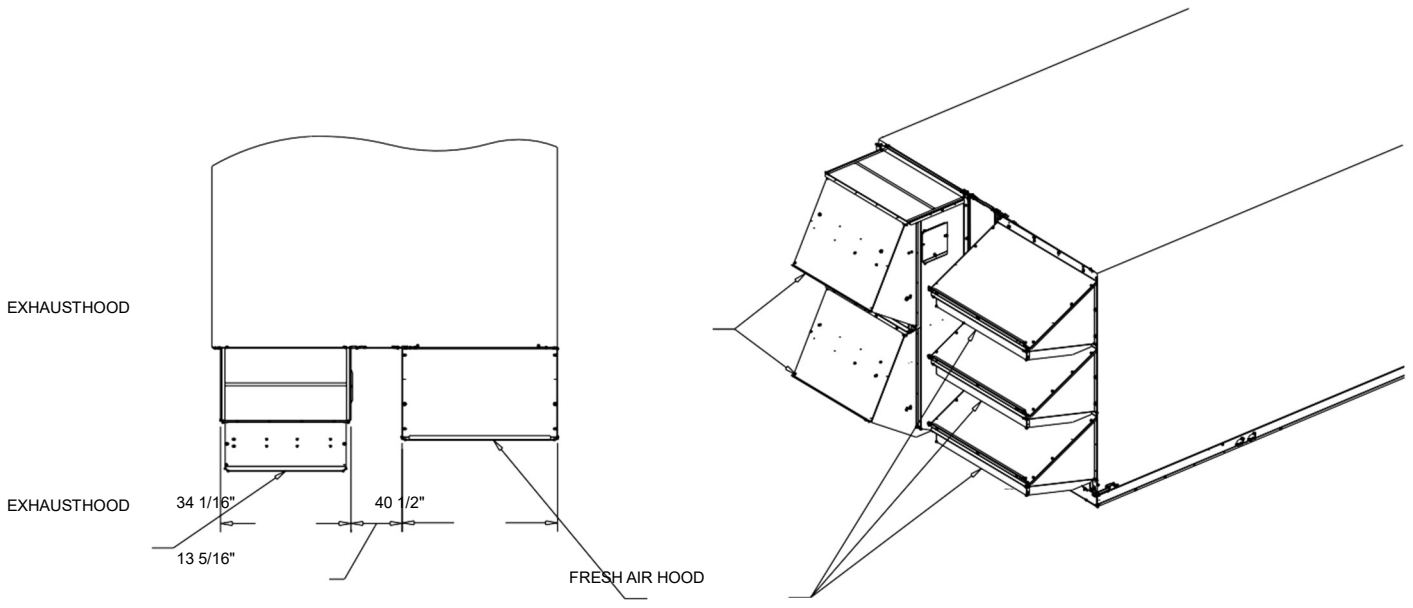 EXHAUSTHOOD
EXHAUSTHOOD
34 1/16"
40 1/2"
13 5/16"
FRESH AIR HOOD